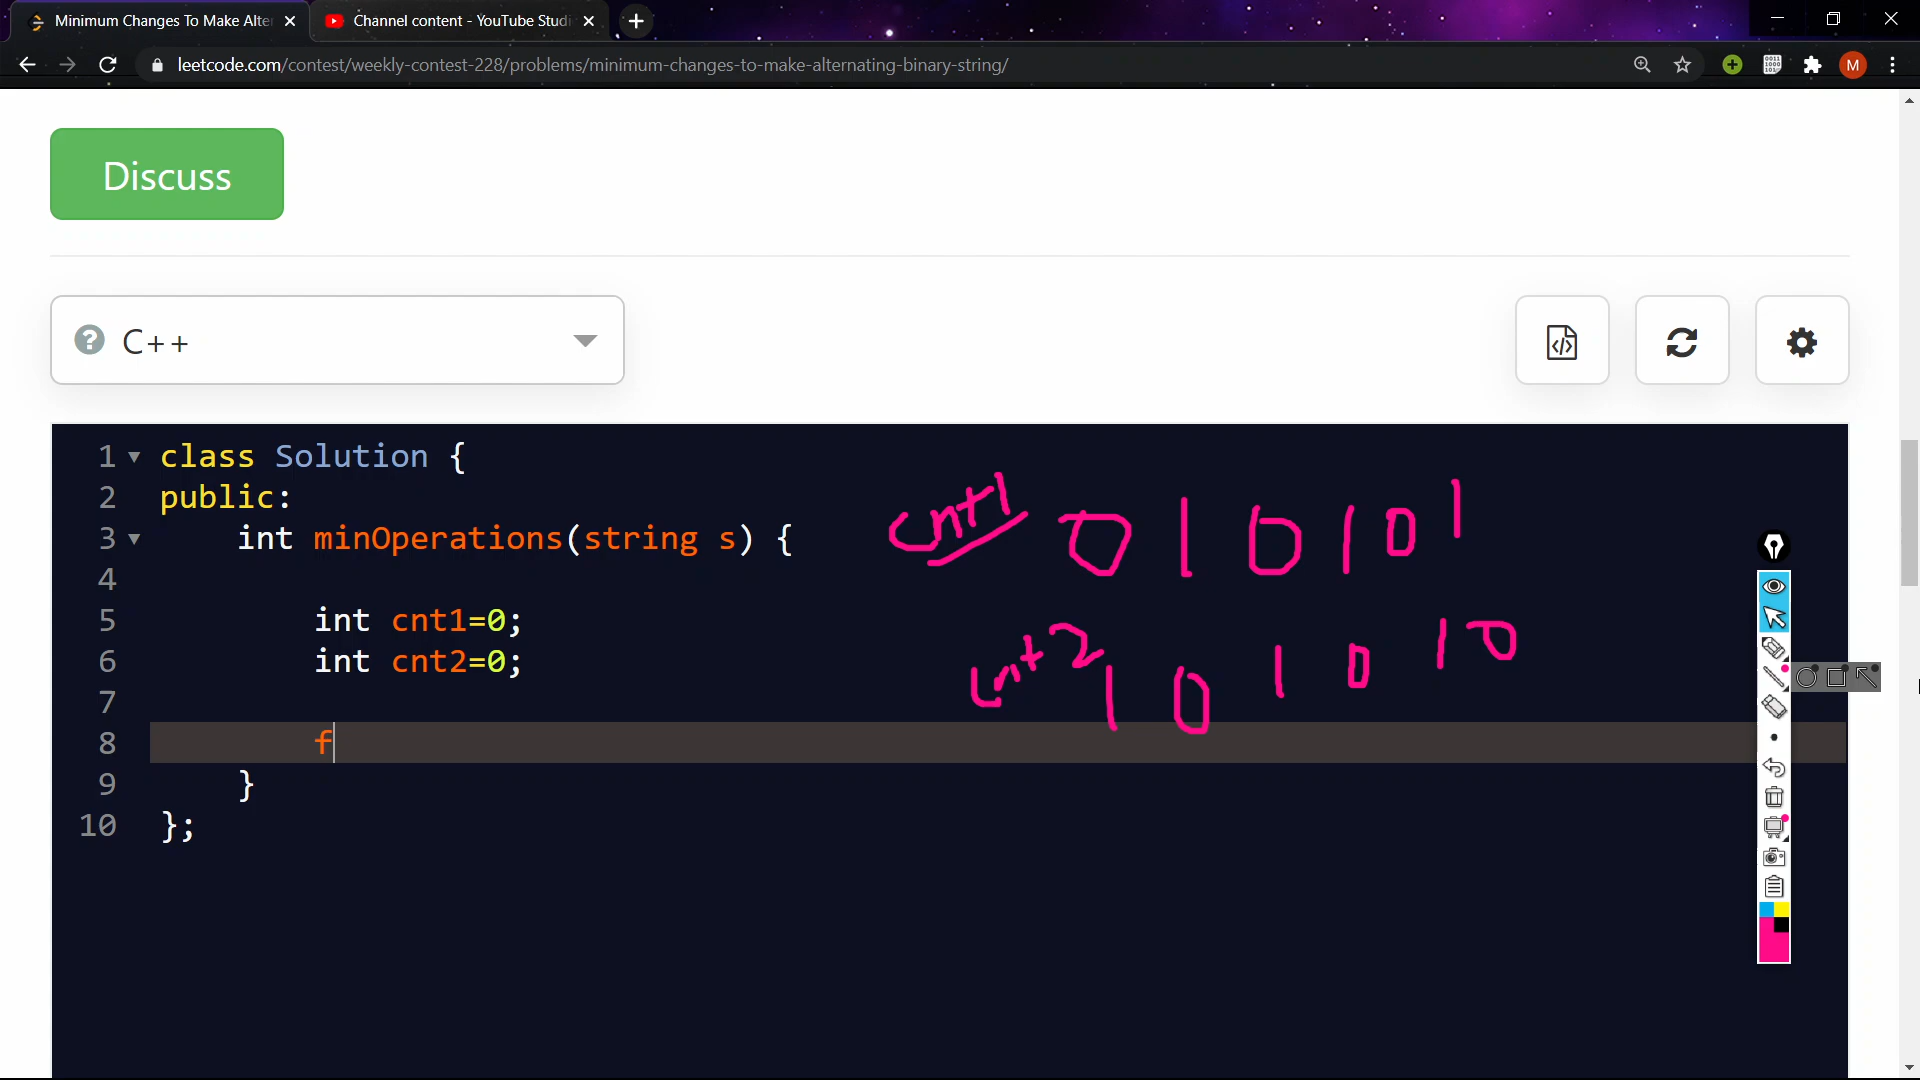 Minimum Changes To Make Alte
Channel content - YouTube Studi
leetcode.com/contest/weekly-contest-228/problems/minimum-changes-to-make-alternating-binary-string/
M
Discuss
C++
1 class Solution {
2 public:
3 int minOperations(string s) {
4
5 int cnt1=0;
6 int cnt2=0;
7
8 f
9 }
10 };
cnt1 0 1 0 1 0 1
cnt2 1 0 1 0 1 0